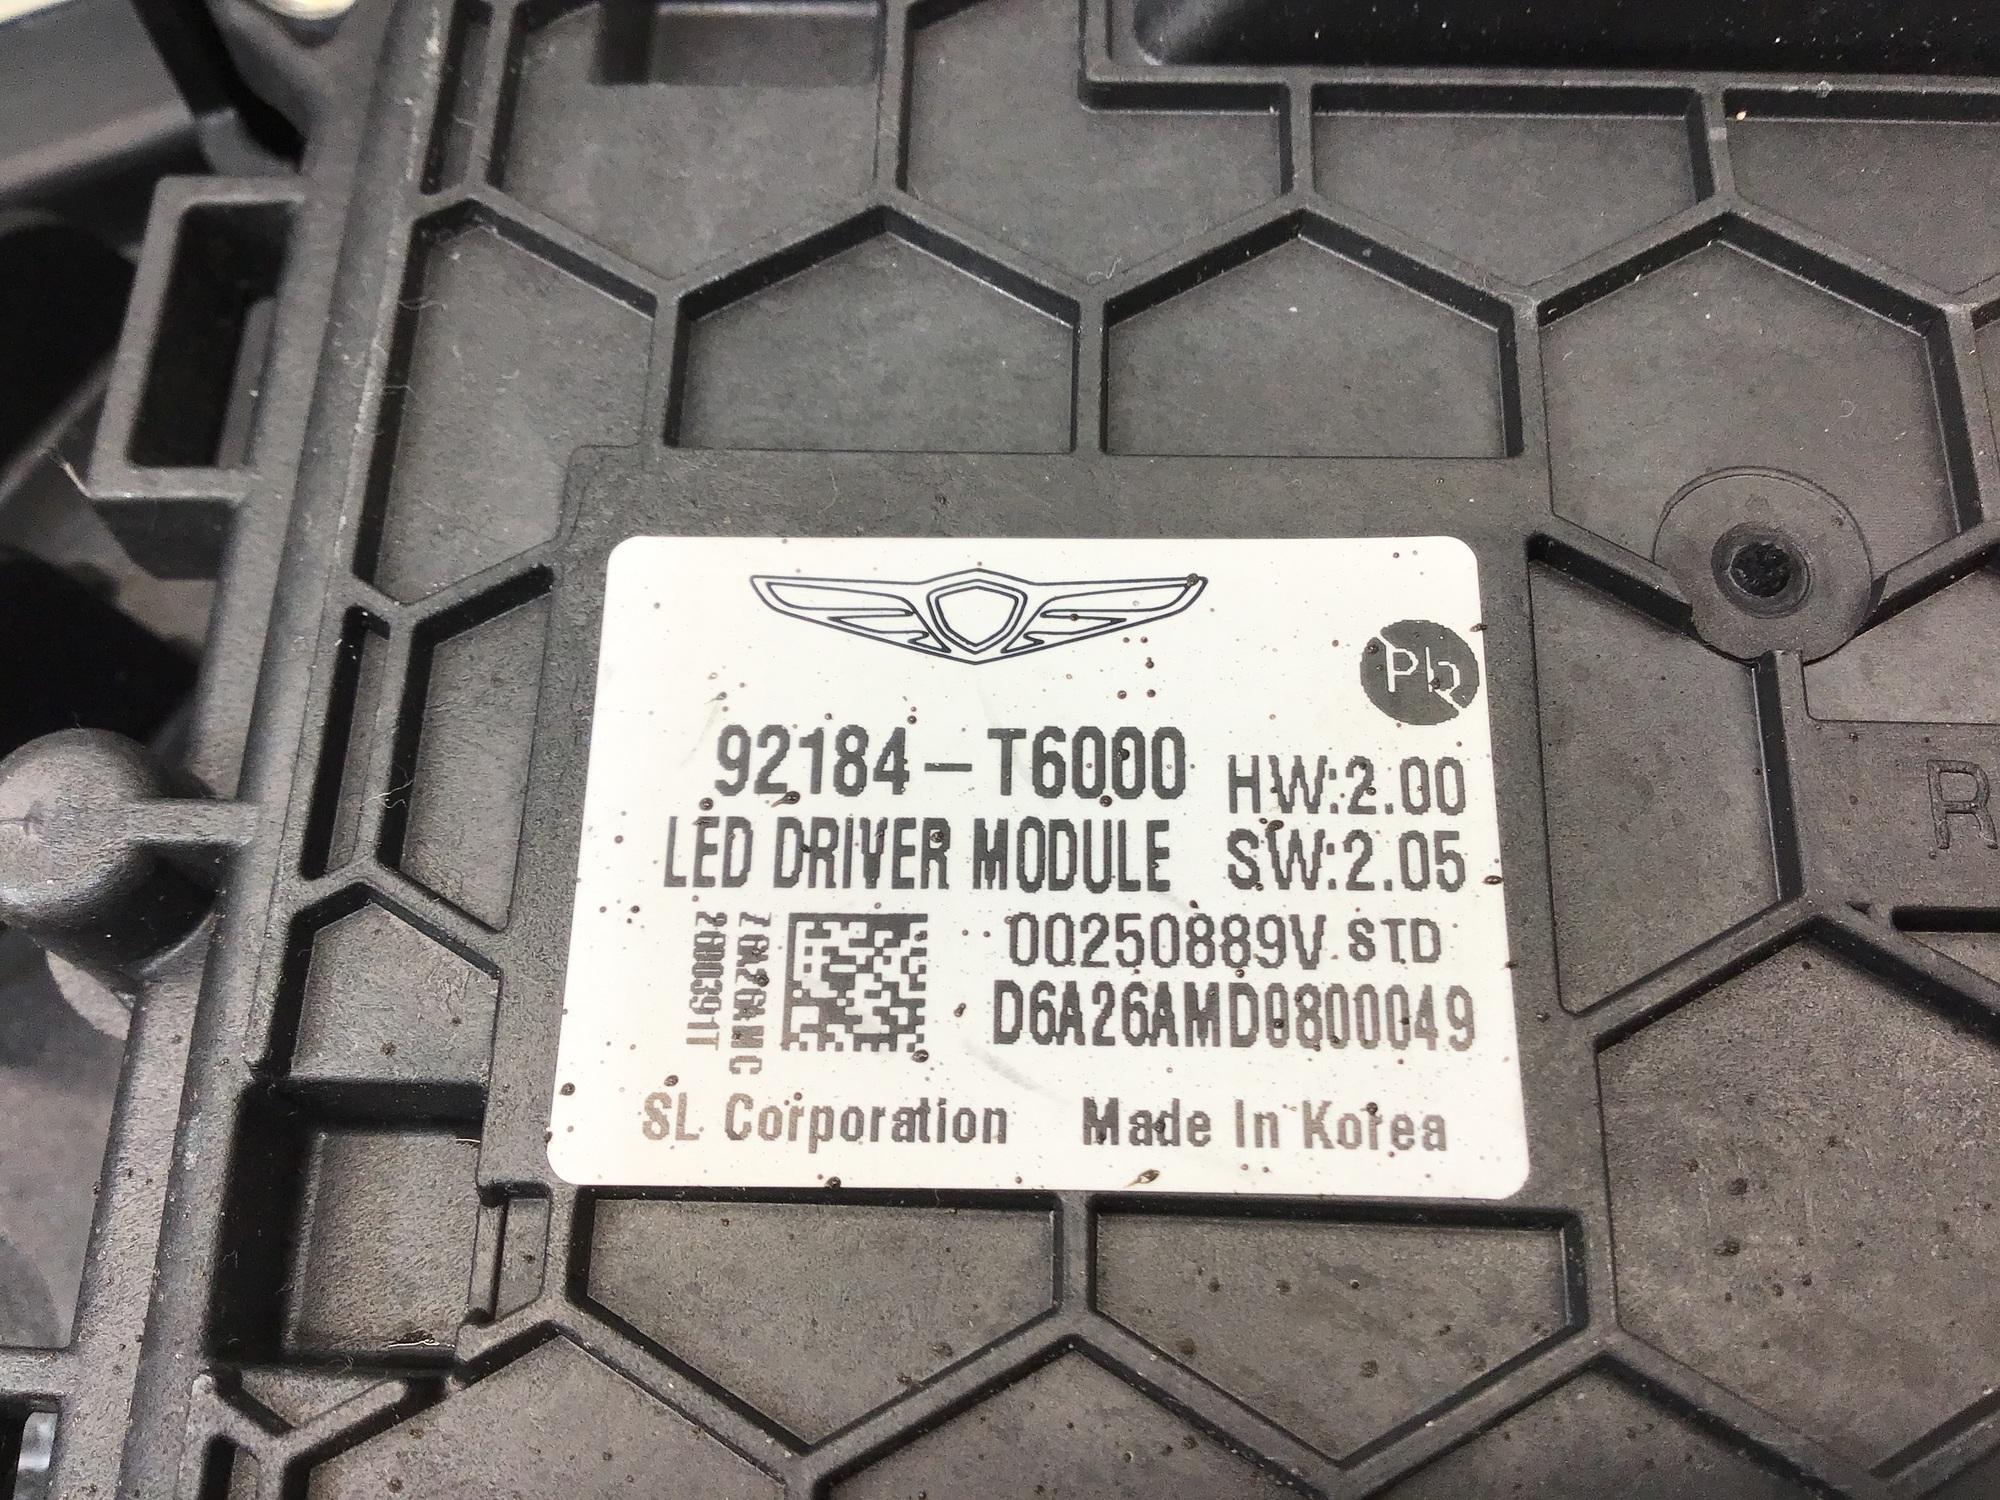 Pb
92184-T6000
HW:2.00
LED DRIVER MODULE
SW:2.05
00250889V STD
D6A26AMD0800049
SL Corporation
Made In Korea
R